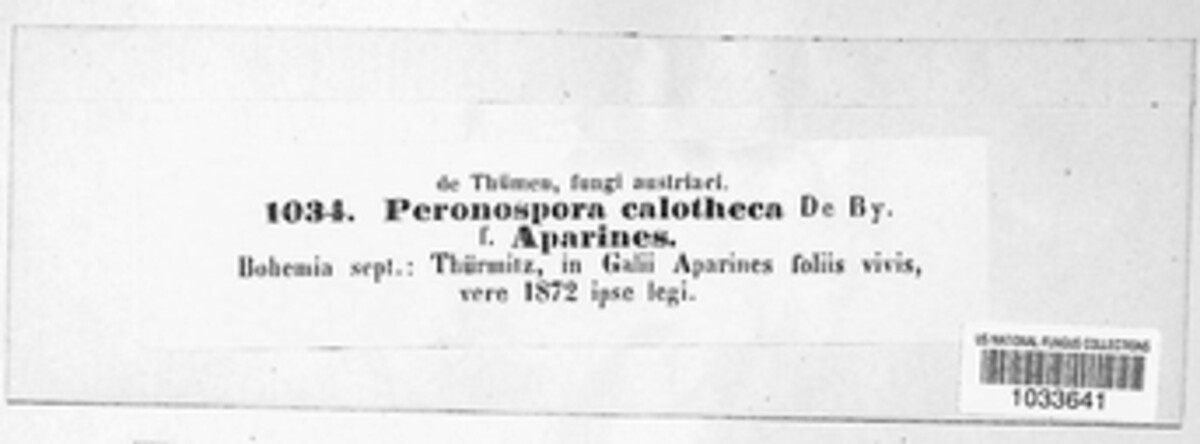 de Thümen, fungi austriaci.
1034. Peronospora calotheca De By.
f. Aparines.
Bohemia sept.: Thürmitz, in Galii Aparines foliis vivis,
vere 1872 ipse legi.
US NATIONAL FUNGUS COLLECTIONS
1033641